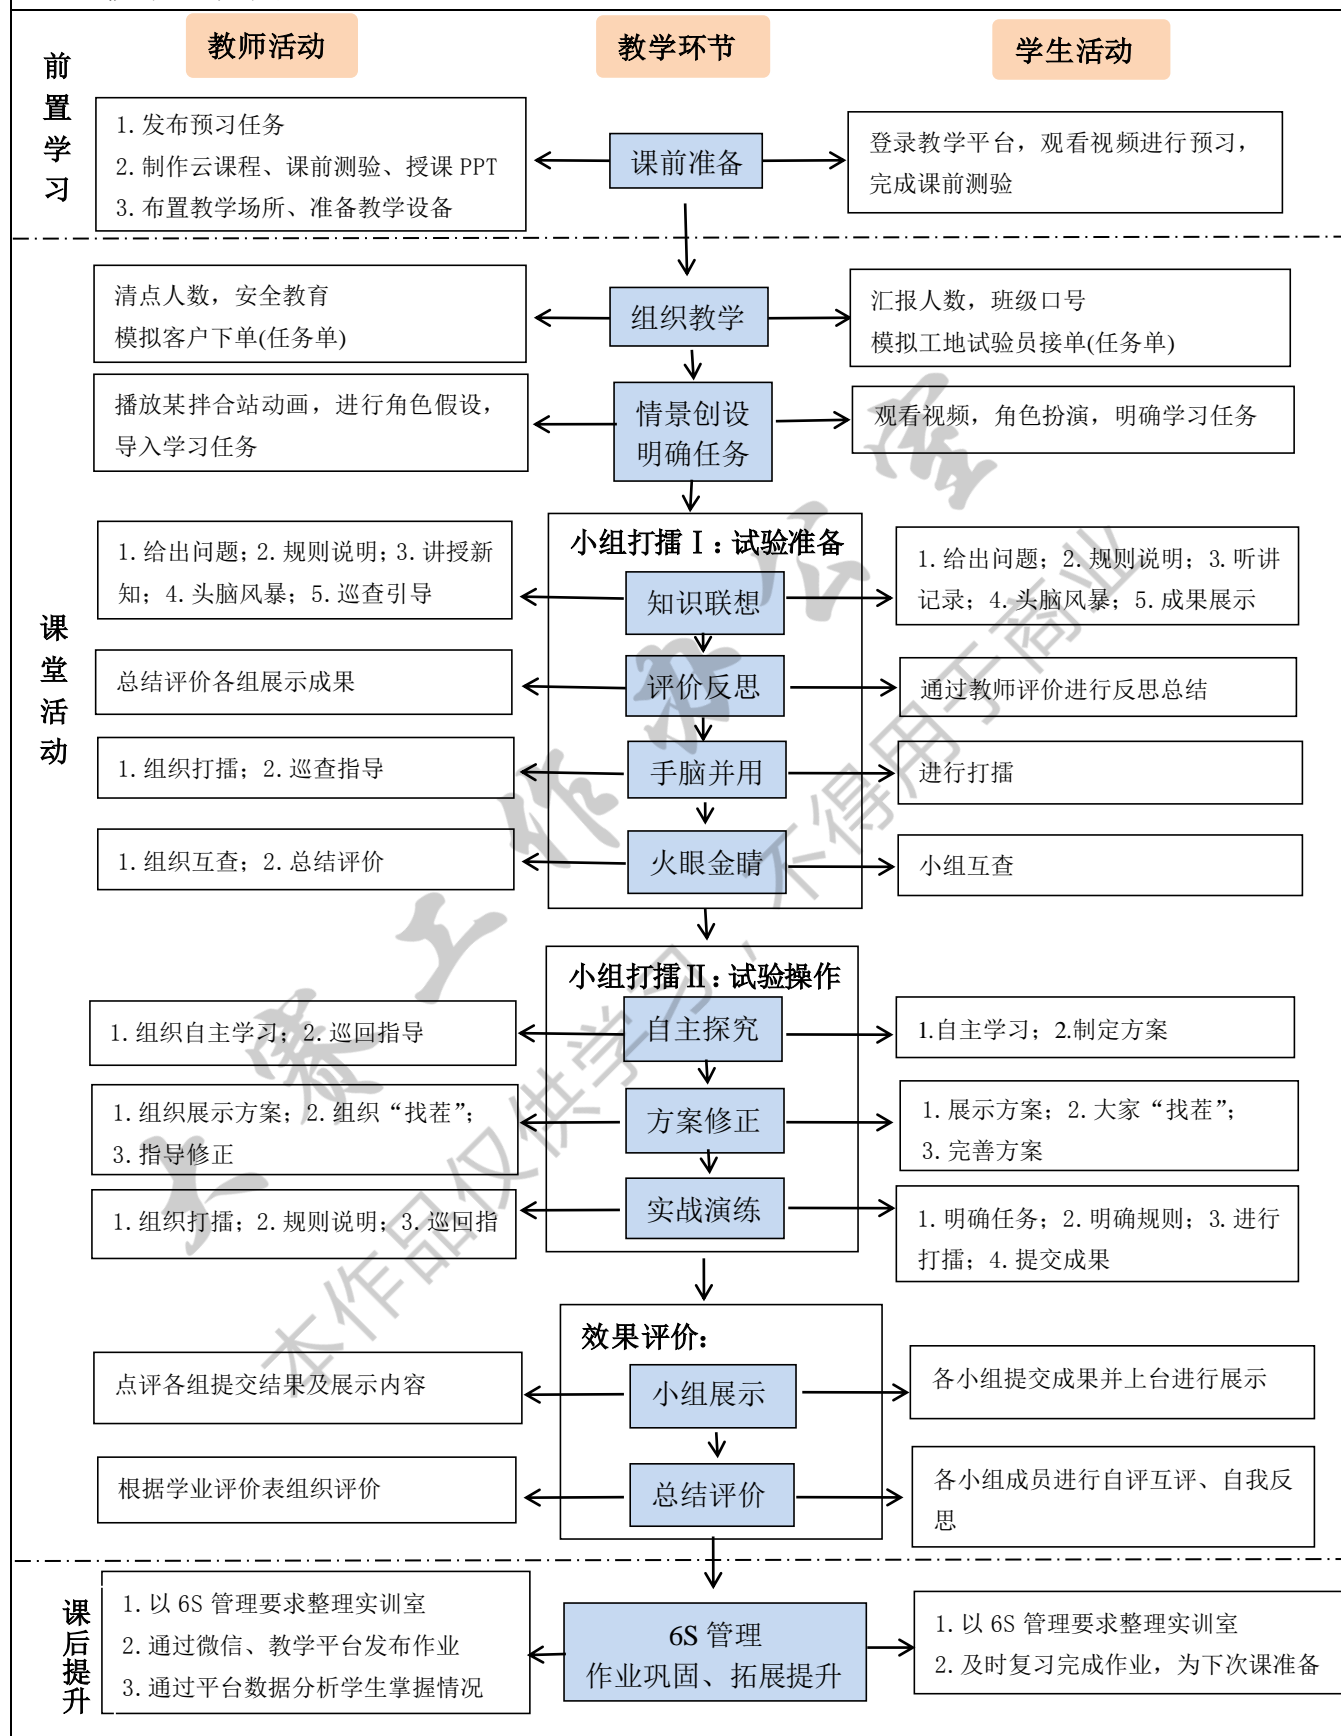 教师活动
教学环节
学生活动
前置学习
1. 发布预习任务
2. 制作云课程、课前测验、授课 PPT
3. 布置教学场所、准备教学设备
课前准备
登录教学平台，观看视频进行预习，
完成课前测验
课堂活动
清点人数，安全教育
模拟客户下单(任务单)
组织教学
汇报人数，班级口号
模拟工地试验员接单(任务单)
播放某拌合站动画，进行角色假设，
导入学习任务
情景创设
明确任务
观看视频，角色扮演，明确学习任务
小组打擂Ⅰ：试验准备
1. 给出问题；2. 规则说明；3. 讲授新
知；4. 头脑风暴；5. 巡查引导
知识联想
1. 给出问题；2. 规则说明；3. 听讲
记录；4. 头脑风暴；5. 成果展示
总结评价各组展示成果
评价反思
通过教师评价进行反思总结
1. 组织打擂；2. 巡查指导
手脑并用
进行打擂
1. 组织互查；2. 总结评价
火眼金睛
小组互查
小组打擂Ⅱ：试验操作
1. 组织自主学习；2. 巡回指导
自主探究
1.自主学习；2.制定方案
1. 组织展示方案；2. 组织“找茬”；
3. 指导修正
方案修正
1. 展示方案；2. 大家“找茬”；
3. 完善方案
1. 组织打擂；2. 规则说明；3. 巡回指
实战演练
1. 明确任务；2. 明确规则；3. 进行
打擂；4. 提交成果
效果评价：
点评各组提交结果及展示内容
小组展示
各小组提交成果并上台进行展示
根据学业评价表组织评价
总结评价
各小组成员进行自评互评、自我反
思
课后提升
1. 以 6S 管理要求整理实训室
2. 通过微信、教学平台发布作业
3. 通过平台数据分析学生掌握情况
6S 管理
作业巩固、拓展提升
1. 以 6S 管理要求整理实训室
2. 及时复习完成作业，为下次课准备
大赛工作办公室
本作品仅供学习，不得用于商业